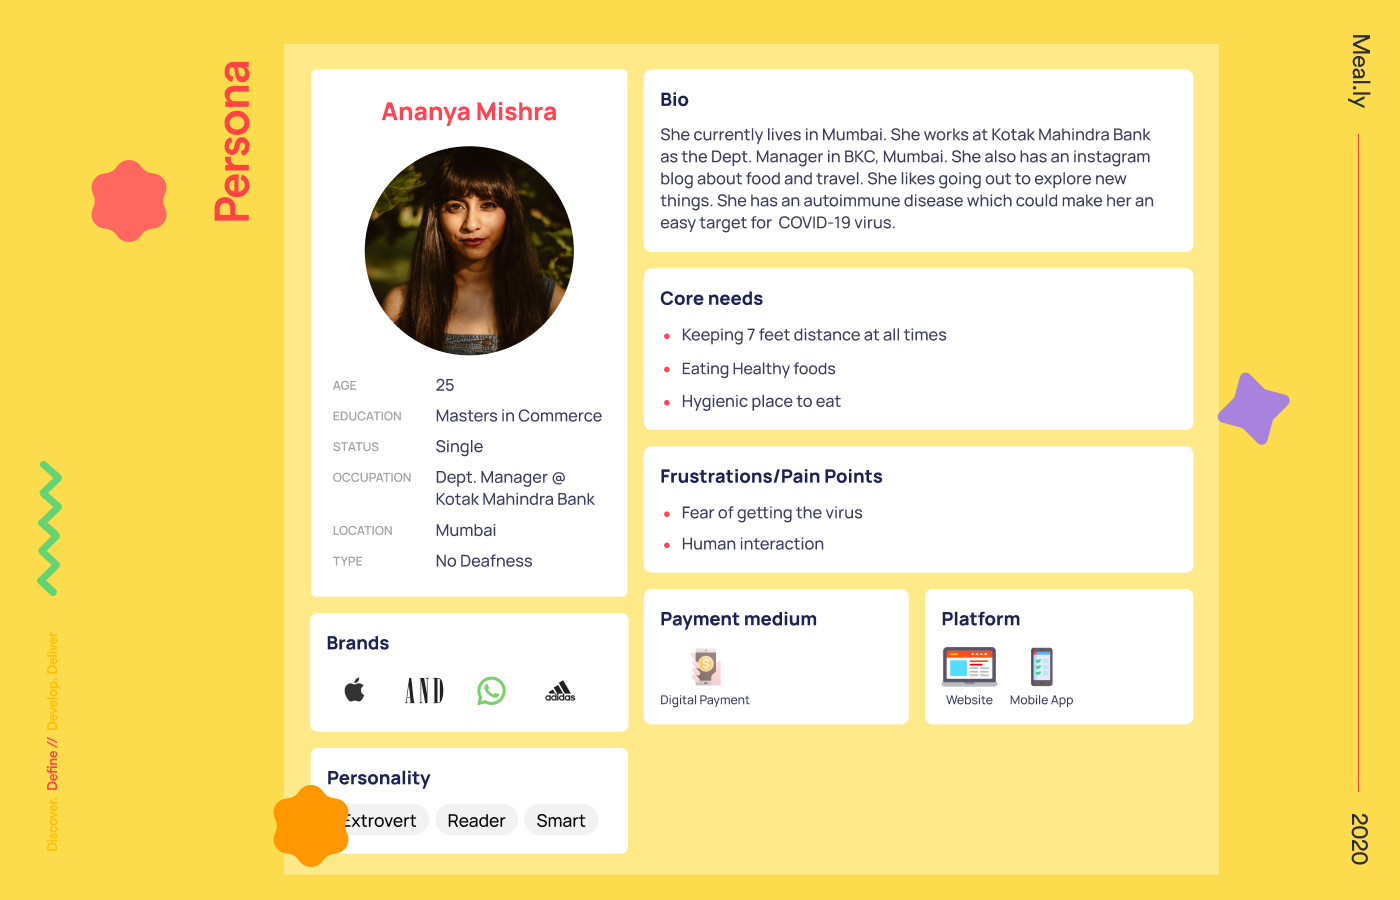 Persona
Meal.ly
Ananya Mishra
AGE 25
EDUCATION Masters in Commerce
STATUS Single
OCCUPATION Dept. Manager @
Kotak Mahindra Bank
LOCATION Mumbai
TYPE No Deafness
Brands
AND
adidas
Personality
Extrovert Reader Smart
Bio
She currently lives in Mumbai. She works at Kotak Mahindra Bank
as the Dept. Manager in BKC, Mumbai. She also has an instagram
blog about food and travel. She likes going out to explore new
things. She has an autoimmune disease which could make her an
easy target for COVID-19 virus.
Core needs
Keeping 7 feet distance at all times
Eating Healthy foods
Hygienic place to eat
Frustrations/Pain Points
Fear of getting the virus
Human interaction
Payment medium
Digital Payment
Platform
Website Mobile App
Discover. Define // Develop. Deliver
2020